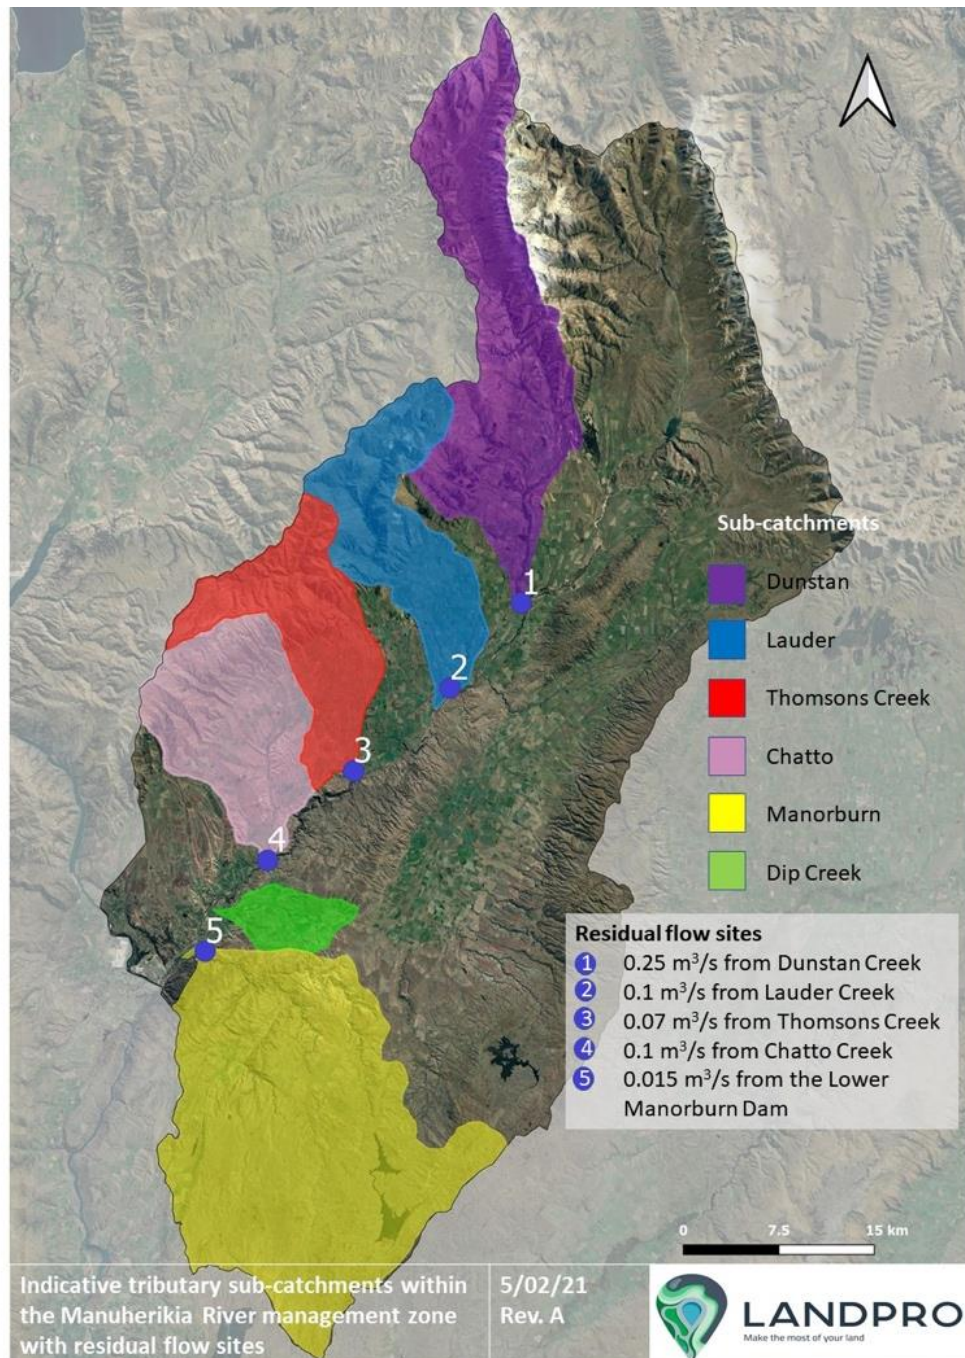 1
2
3
4
5
Sub-catchments
Dunstan
Lauder
Thomsons Creek
Chatto
Manorburn
Dip Creek
Residual flow sites
1 0.25 m³/s from Dunstan Creek
2 0.1 m³/s from Lauder Creek
3 0.07 m³/s from Thomsons Creek
4 0.1 m³/s from Chatto Creek
5 0.015 m³/s from the Lower
Manorburn Dam
0 7.5 15 km
Indicative tributary sub-catchments within
the Manuherikia River management zone
with residual flow sites
5/02/21
Rev. A
LANDPRO
Make the most of your land